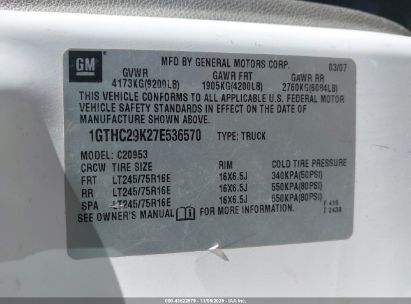 GM
MFD BY GENERAL MOTORS CORP. 03/07
GVWR GAWR FRT GAWR RR
4173KG(9200LB) 1905KG(4200LB) 2760KG(6084LB)
THIS VEHICLE CONFORMS TO ALL APPLICABLE U.S. FEDERAL MOTOR
VEHICLE SAFETY STANDARDS IN EFFECT ON THE DATE OF
MANUFACTURE SHOWN ABOVE.
1GTHC29K27E536570 TYPE: TRUCK
MODEL: C20953
CRCW TIRE SIZE RIM COLD TIRE PRESSURE
FRT LT245/75R16E 16X6.5J 340KPA(50PSI)
RR LT245/75R16E 16X6.5J 550KPA(80PSI)
SPA LT245/75R16E 16X6.5J 550KPA(80PSI)
SEE OWNER'S MANUAL FOR MORE INFORMATION.